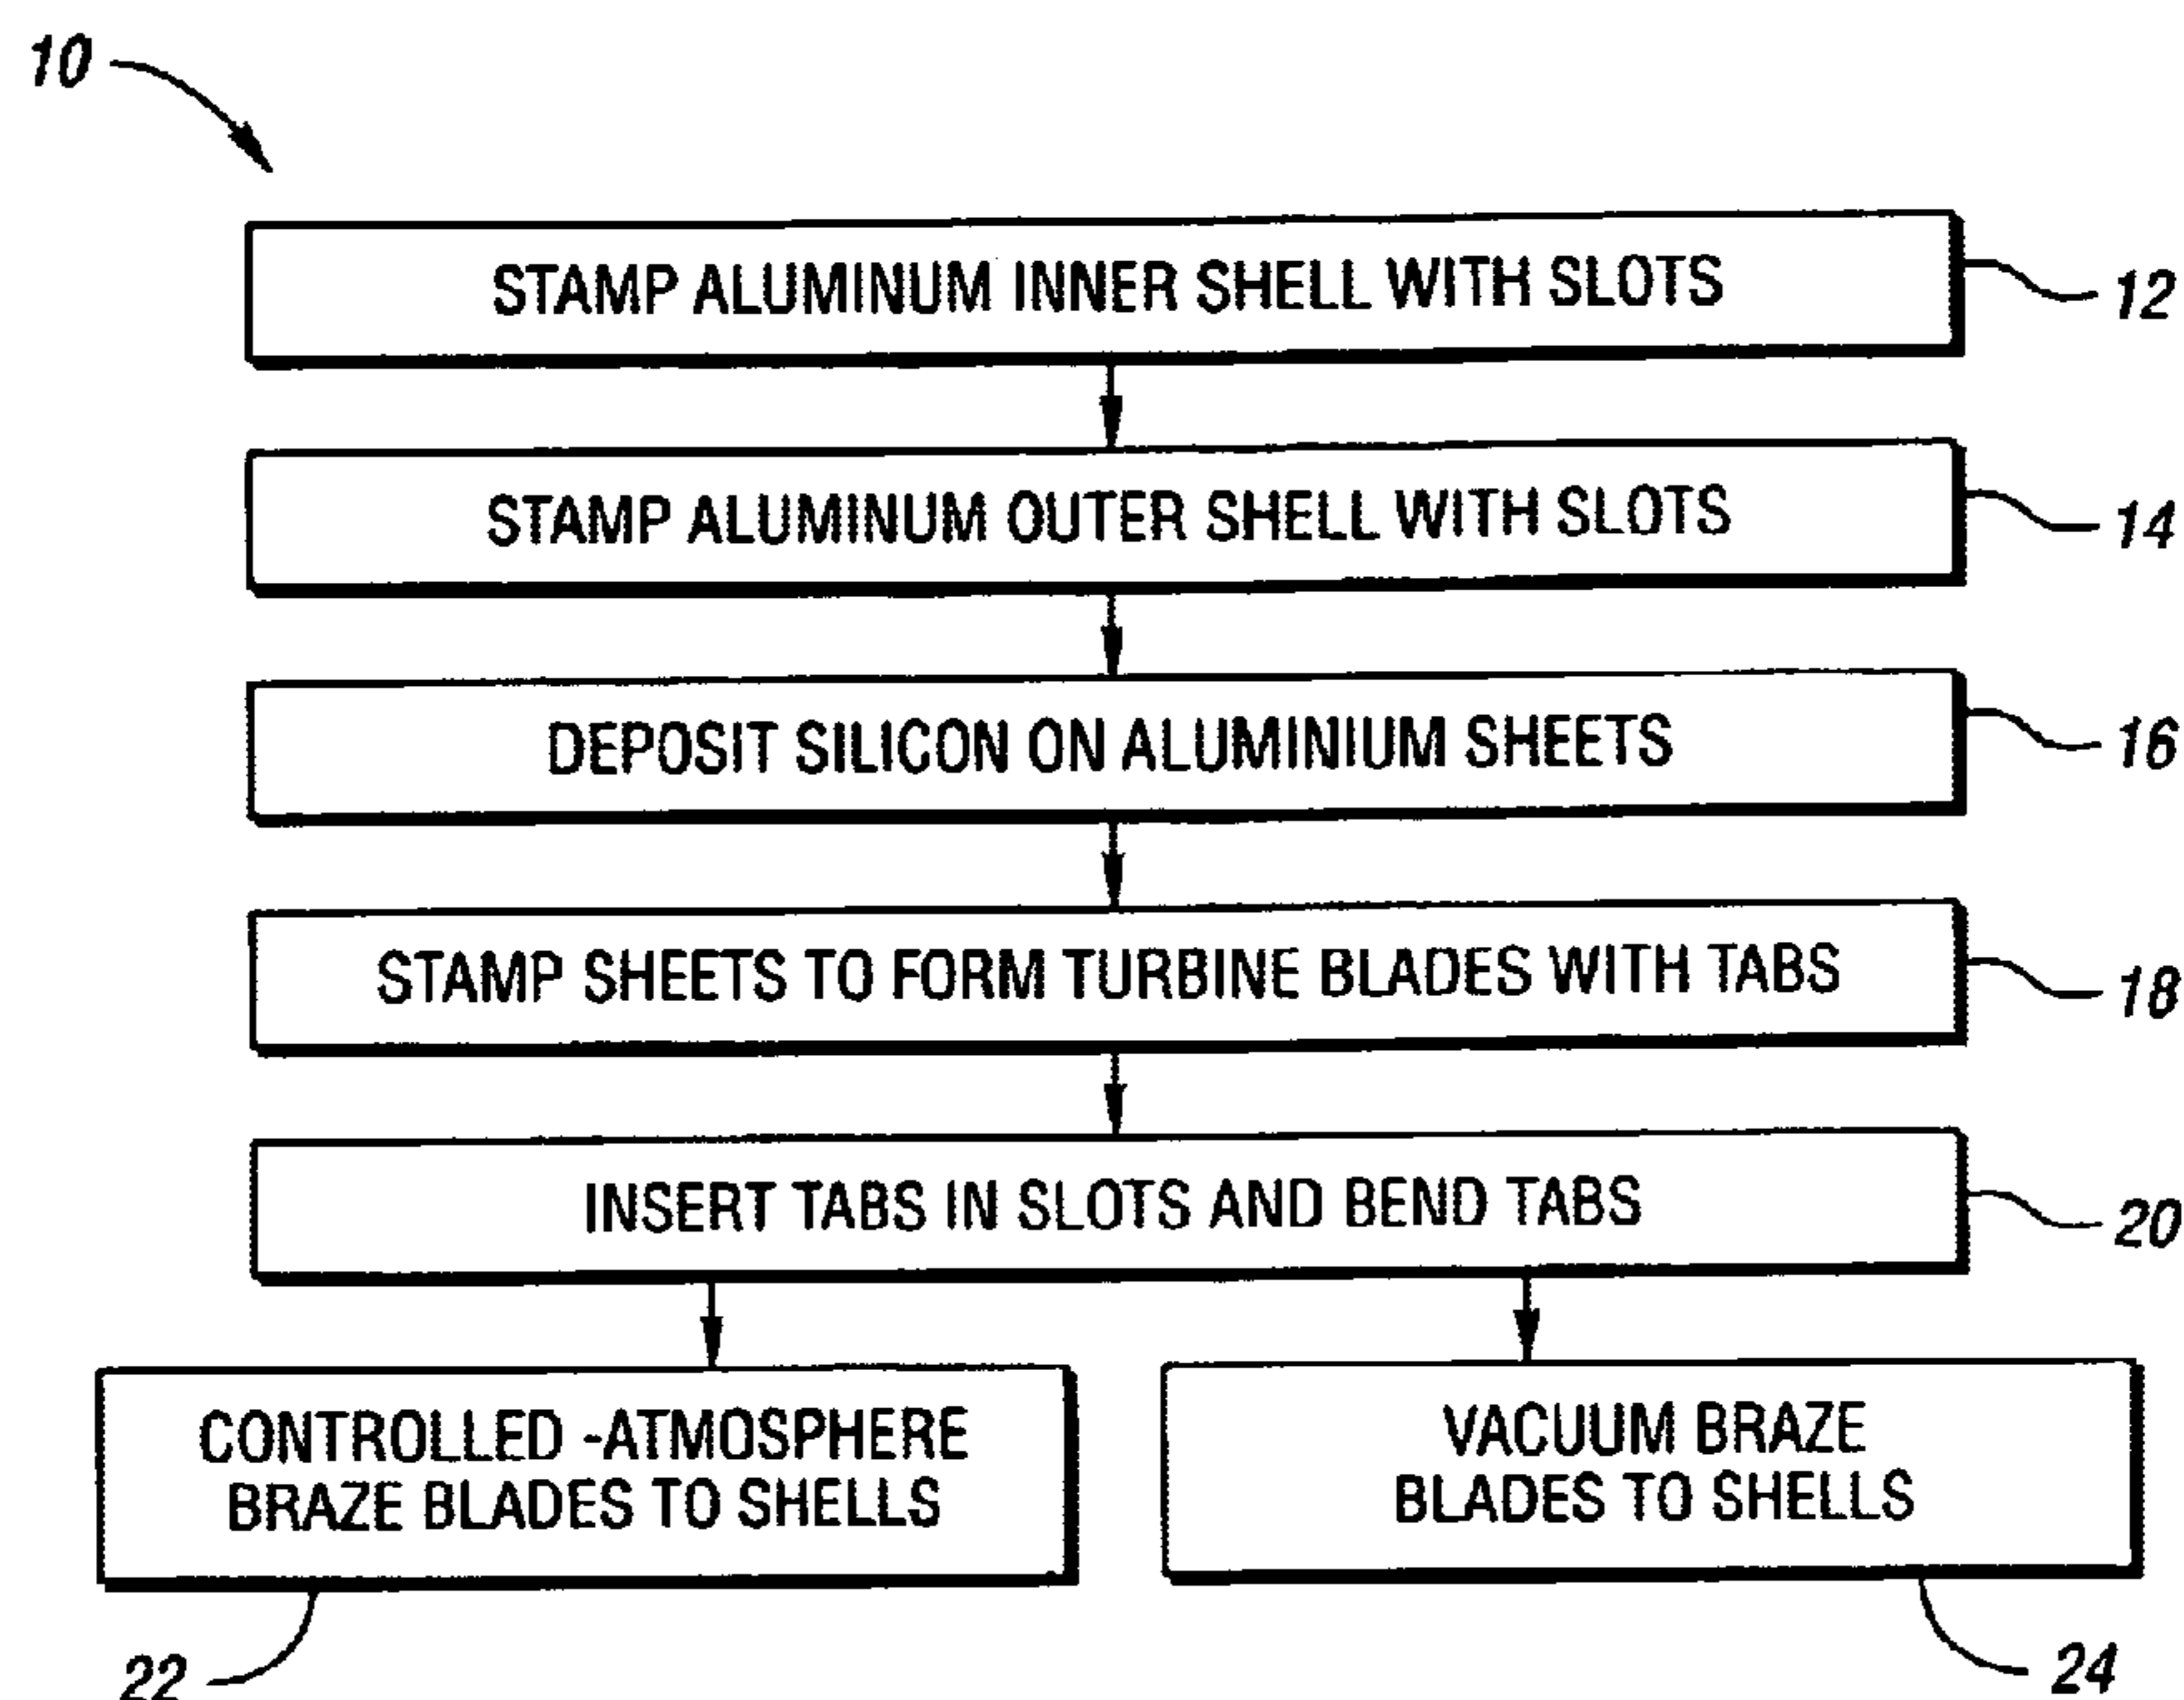 10
STAMP ALUMINUM INNER SHELL WITH SLOTS
12
STAMP ALUMINUM OUTER SHELL WITH SLOTS
14
DEPOSIT SILICON ON ALUMINIUM SHEETS
16
STAMP SHEETS TO FORM TURBINE BLADES WITH TABS
18
INSERT TABS IN SLOTS AND BEND TABS
20
CONTROLLED -ATMOSPHERE
BRAZE BLADES TO SHELLS
22
VACUUM BRAZE
BLADES TO SHELLS
24